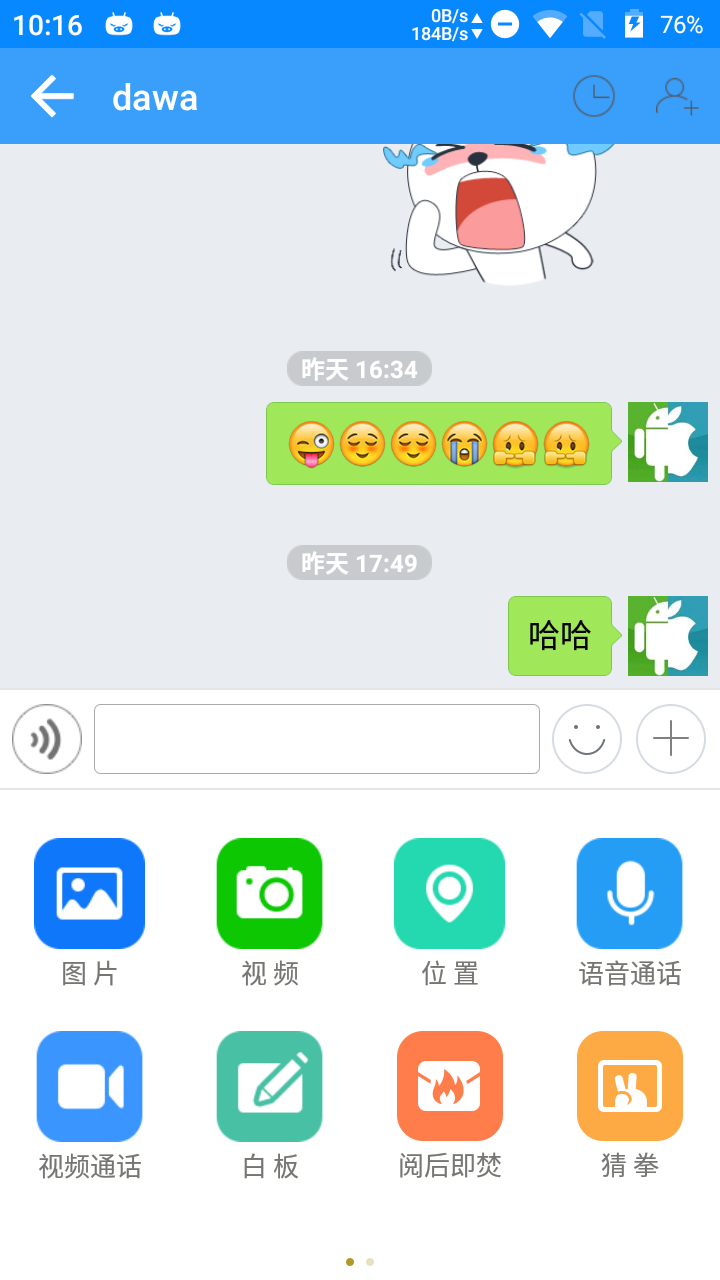 10:16
0B/s
184B/s
76%
dawa
昨天 16:34
😜😌😌😭🤗🤗
昨天 17:49
哈哈
图片 视频 位置 语音通话
视频通话 白板 阅后即焚 猜拳